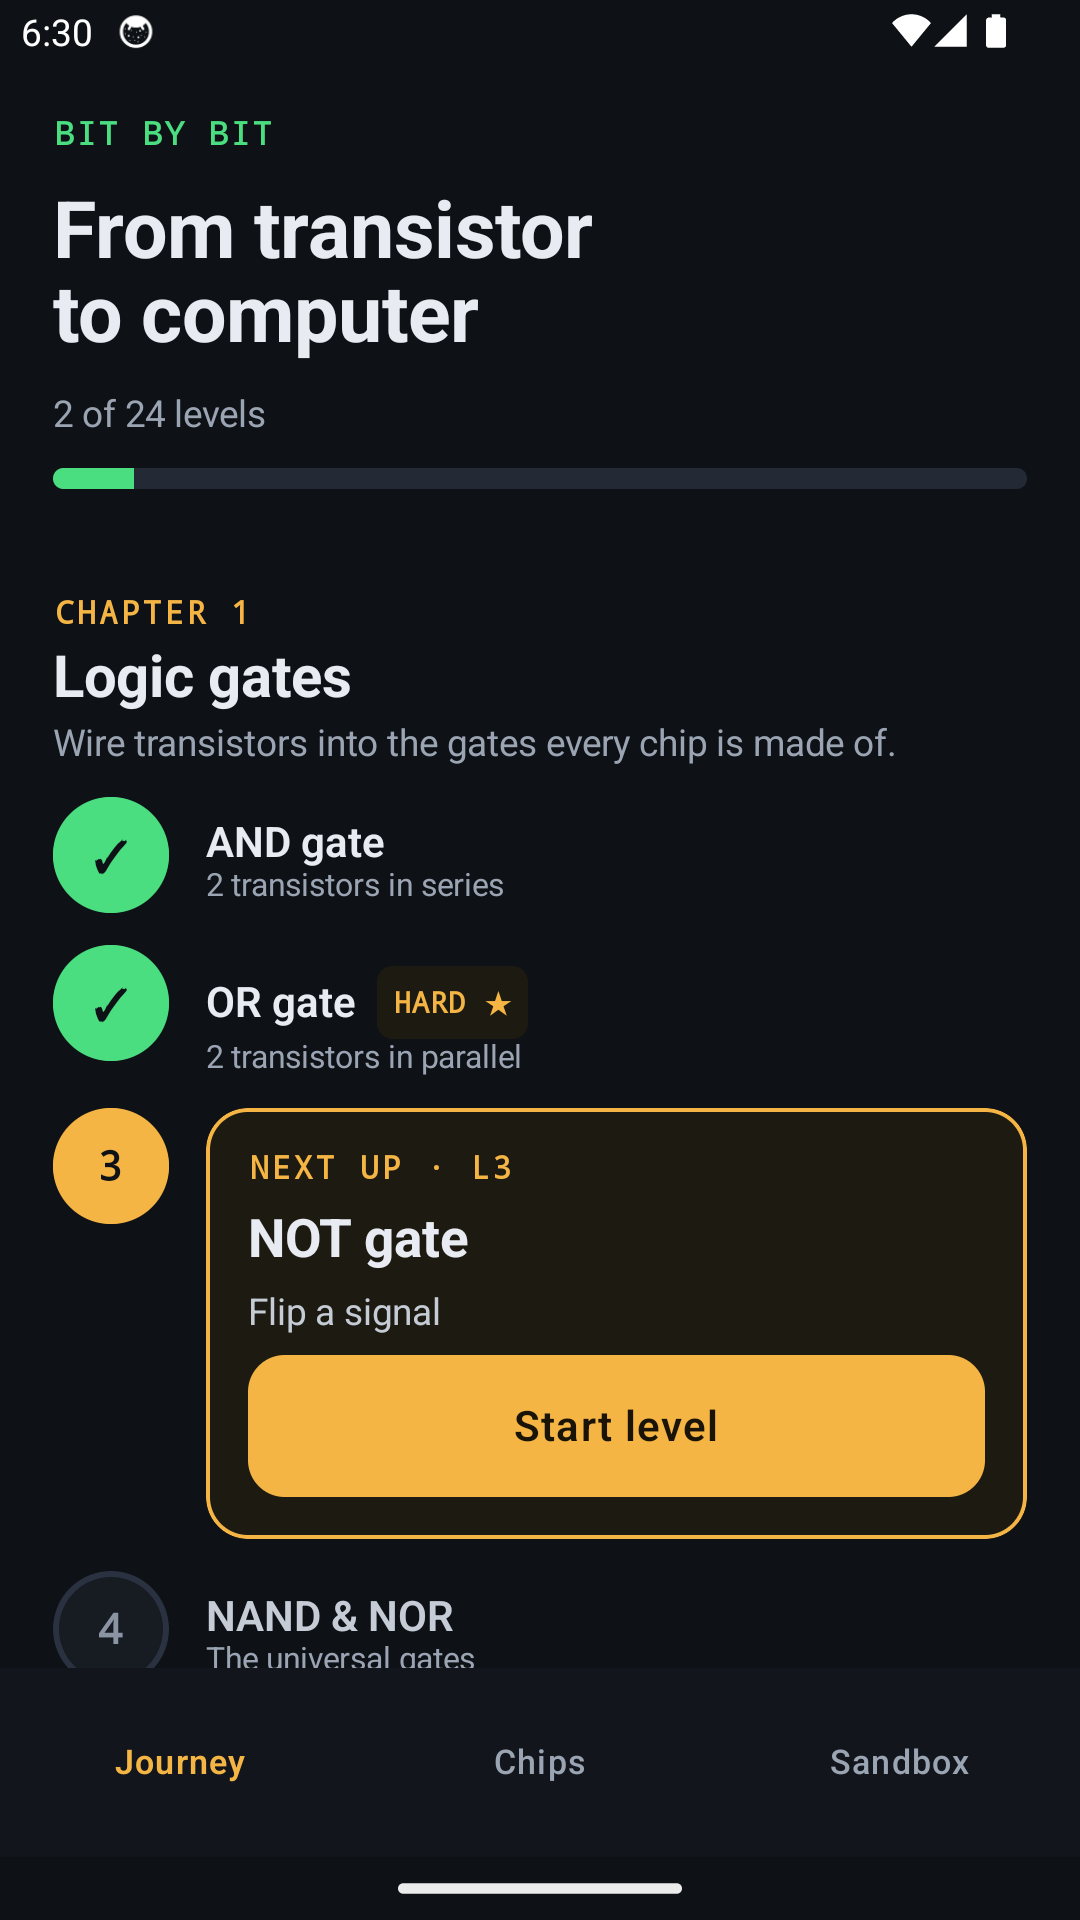 6:30
BIT BY BIT
From transistor
to computer
2 of 24 levels
CHAPTER 1
Logic gates
Wire transistors into the gates every chip is made of.
✓
AND gate
2 transistors in series
✓
OR gate HARD ★
2 transistors in parallel
3
NEXT UP · L3
NOT gate
Flip a signal
Start level
4
NAND & NOR
The universal gates
Journey Chips Sandbox